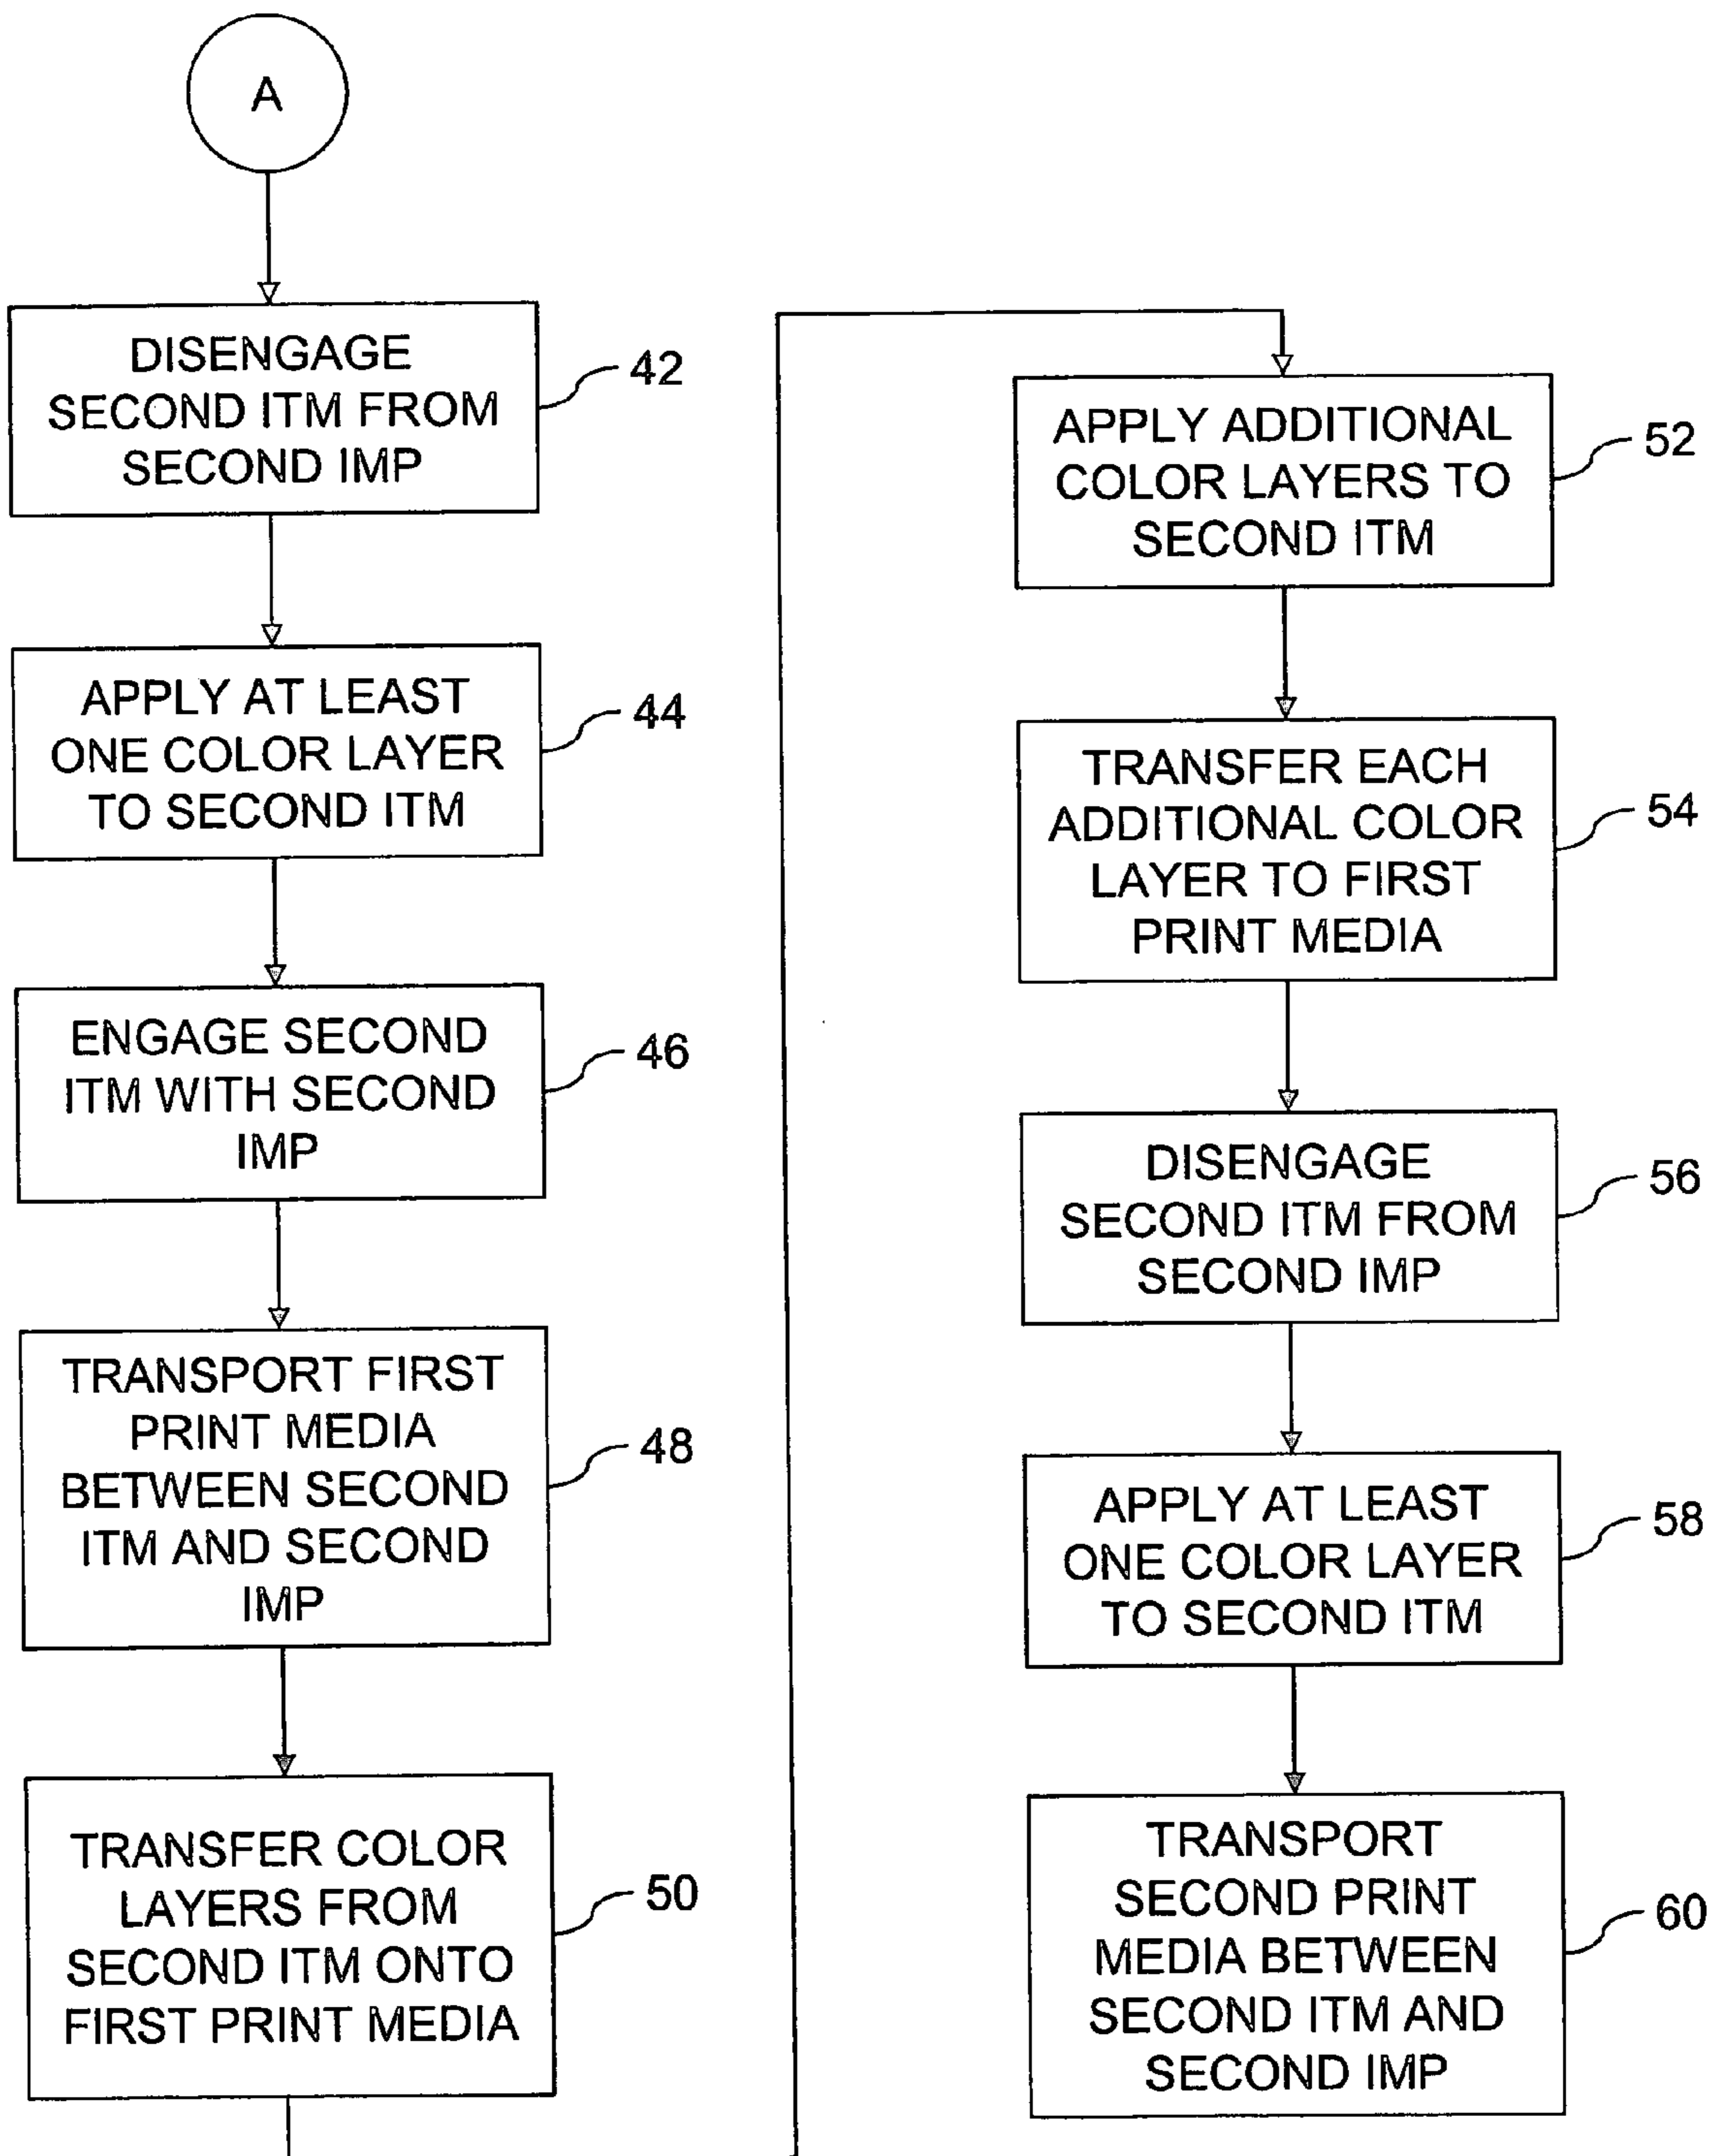 A
DISENGAGE
SECOND ITM FROM
SECOND IMP
42
APPLY AT LEAST
ONE COLOR LAYER
TO SECOND ITM
44
ENGAGE SECOND
ITM WITH SECOND
IMP
46
TRANSPORT FIRST
PRINT MEDIA
BETWEEN SECOND
ITM AND SECOND
IMP
48
TRANSFER COLOR
LAYERS FROM
SECOND ITM ONTO
FIRST PRINT MEDIA
50
APPLY ADDITIONAL
COLOR LAYERS TO
SECOND ITM
52
TRANSFER EACH
ADDITIONAL COLOR
LAYER TO FIRST
PRINT MEDIA
54
DISENGAGE
SECOND ITM FROM
SECOND IMP
56
APPLY AT LEAST
ONE COLOR LAYER
TO SECOND ITM
58
TRANSPORT
SECOND PRINT
MEDIA BETWEEN
SECOND ITM AND
SECOND IMP
60